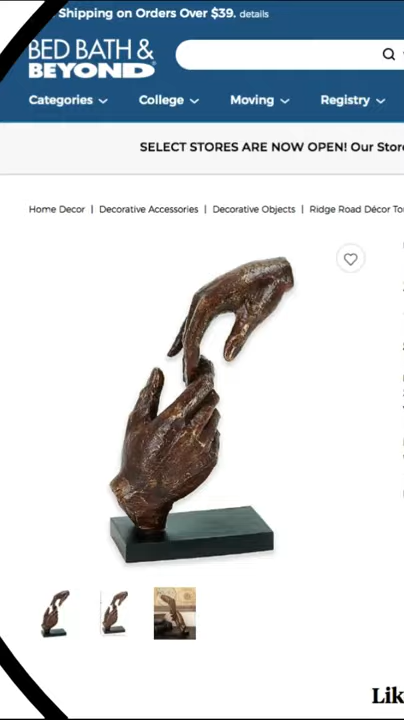 Shipping on Orders Over $39. details
BED BATH &
BEYOND
Categories
College
Moving
Registry
SELECT STORES ARE NOW OPEN! Our Store
Home Decor | Decorative Accessories | Decorative Objects | Ridge Road Décor To
Lik